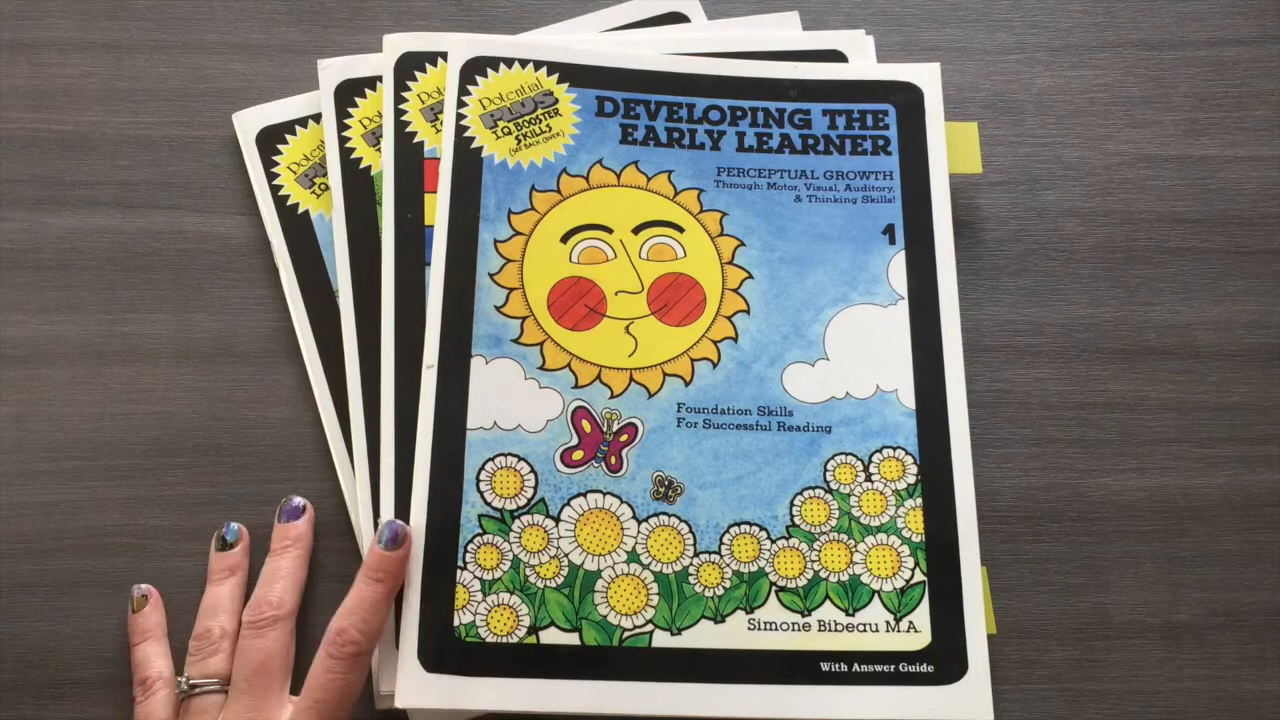 Potential
PLUS
I.Q. BOOSTER
SKILLS
(SEE BACK COVER)
DEVELOPING THE
EARLY LEARNER
PERCEPTUAL GROWTH
Through: Motor, Visual, Auditory,
& Thinking Skills!
1
Foundation Skills
For Successful Reading
Simone Bibeau M.A.
With Answer Guide